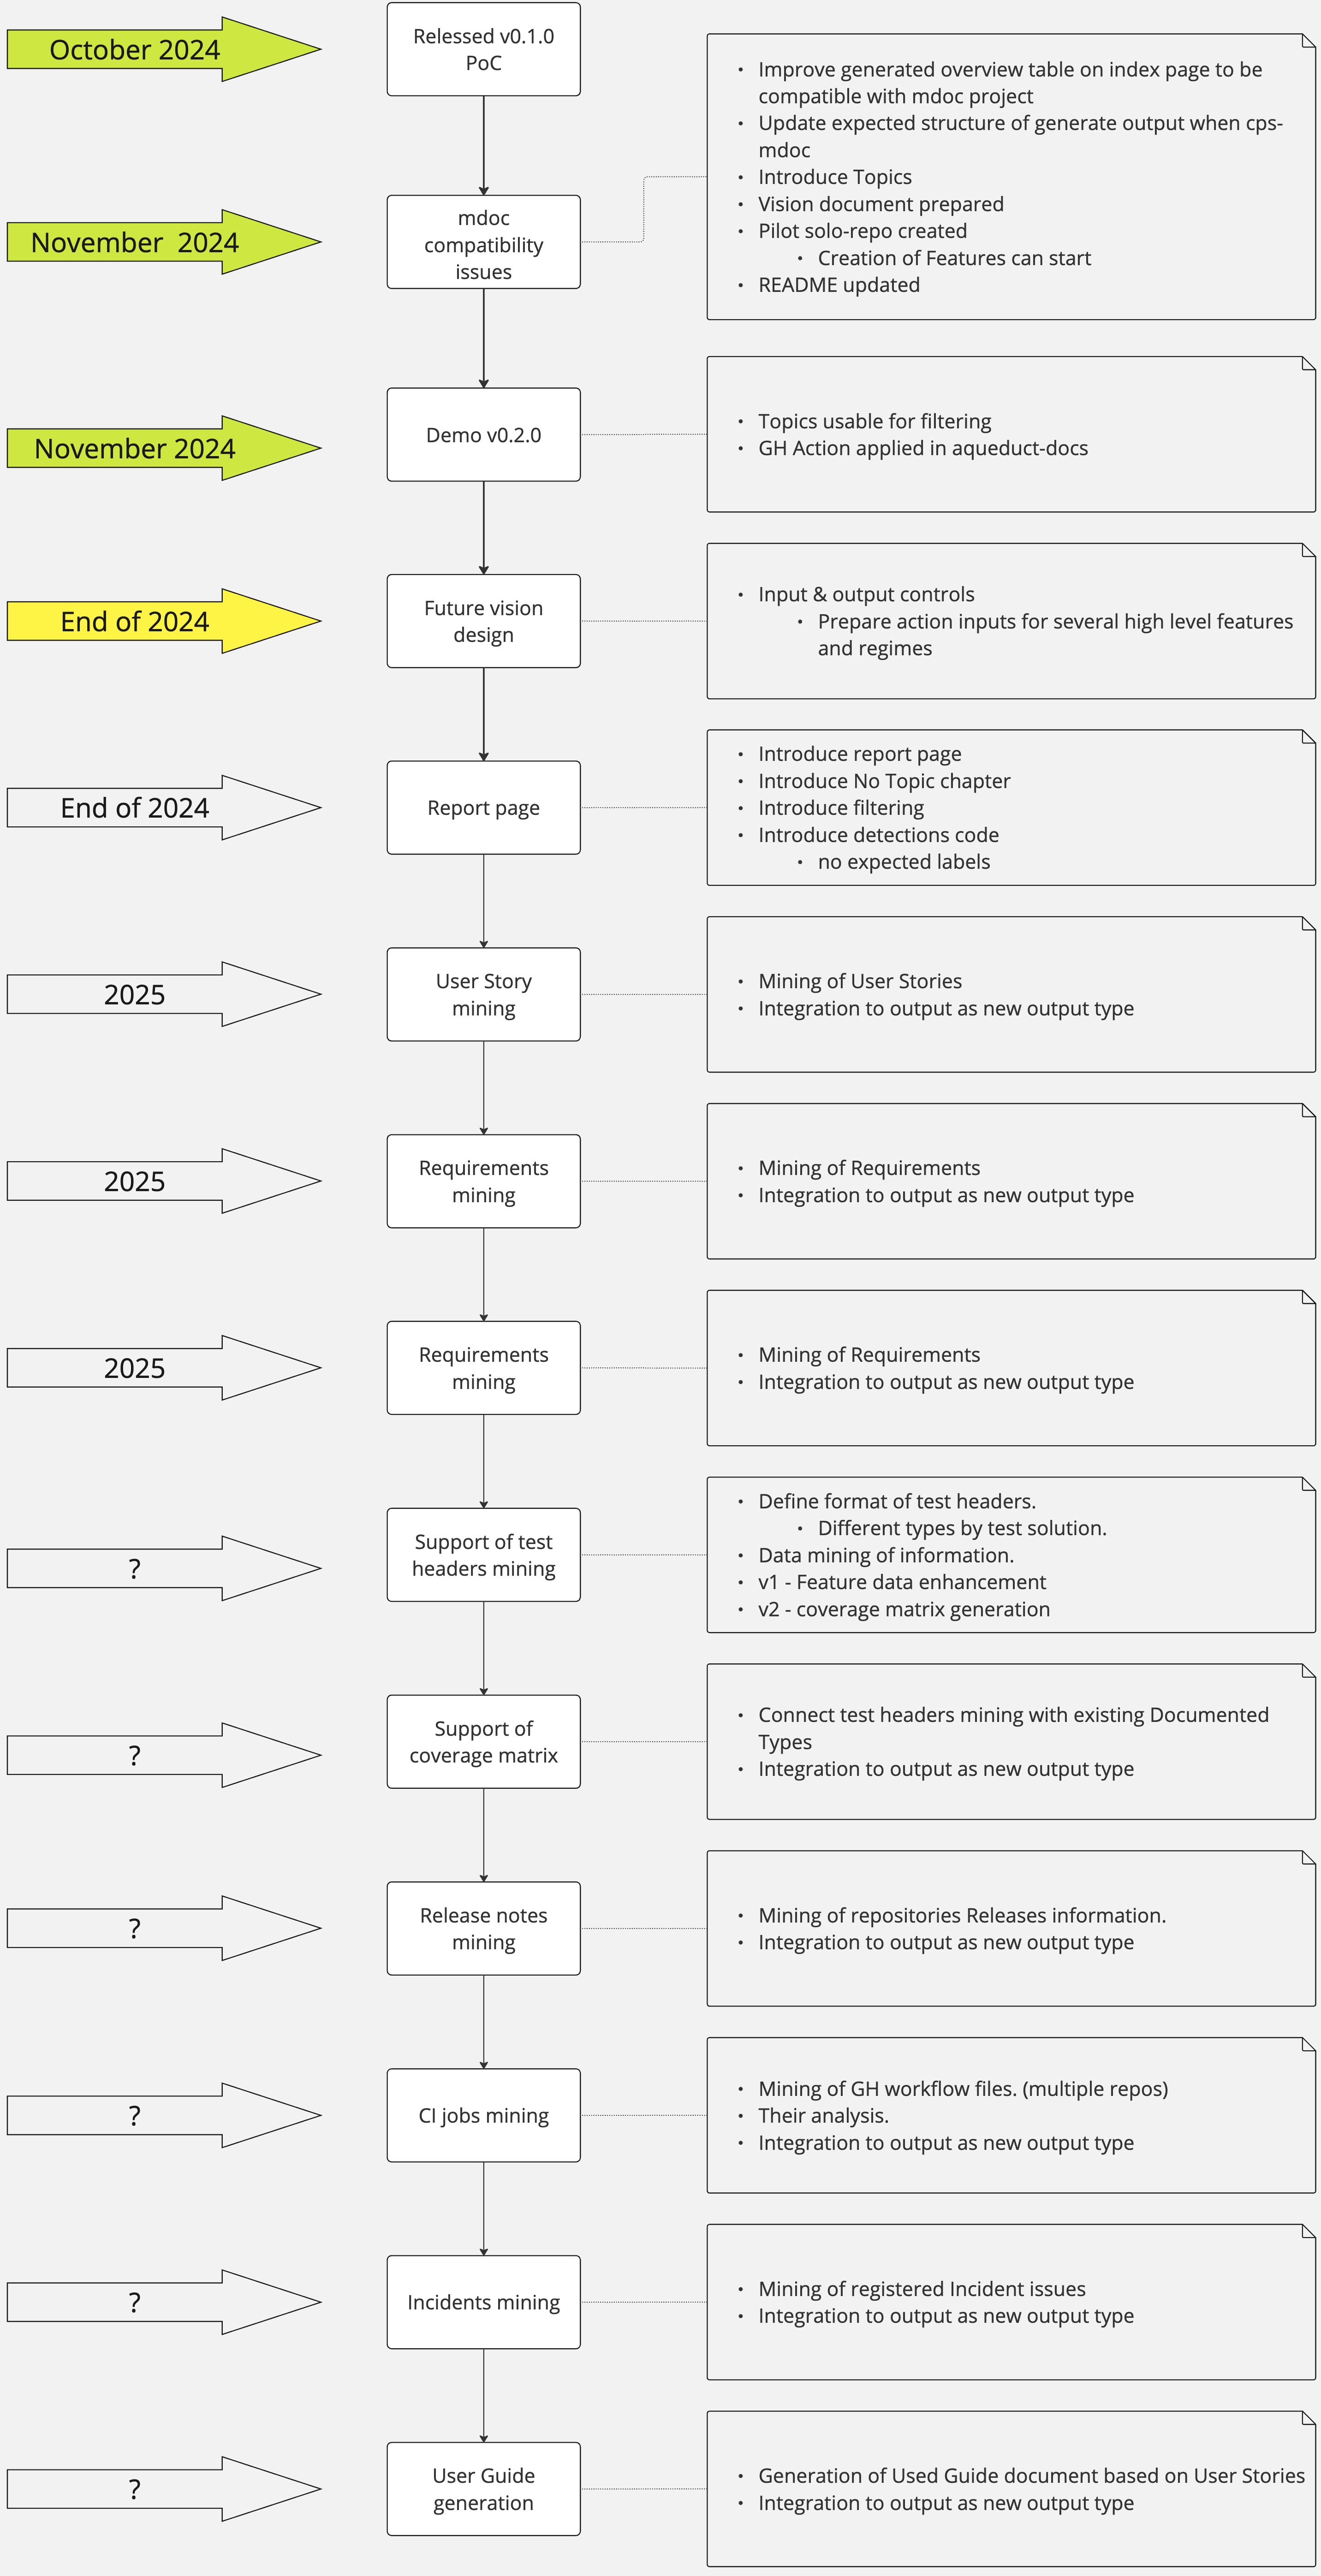 October 2024
Relessed v0.1.0
PoC
• Improve generated overview table on index page to be
compatible with mdoc project
• Update expected structure of generate output when cps-
mdoc
• Introduce Topics
• Vision document prepared
• Pilot solo-repo created
• Creation of Features can start
• README updated
November  2024
mdoc
compatibility
issues
November 2024
Demo v0.2.0
• Topics usable for filtering
• GH Action applied in aqueduct-docs
End of 2024
Future vision
design
• Input & output controls
• Prepare action inputs for several high level features
and regimes
End of 2024
Report page
• Introduce report page
• Introduce No Topic chapter
• Introduce filtering
• Introduce detections code
• no expected labels
2025
User Story
mining
• Mining of User Stories
• Integration to output as new output type
2025
Requirements
mining
• Mining of Requirements
• Integration to output as new output type
2025
Requirements
mining
• Mining of Requirements
• Integration to output as new output type
?
Support of test
headers mining
• Define format of test headers.
• Different types by test solution.
• Data mining of information.
• v1 - Feature data enhancement
• v2 - coverage matrix generation
?
Support of
coverage matrix
• Connect test headers mining with existing Documented
Types
• Integration to output as new output type
?
Release notes
mining
• Mining of repositories Releases information.
• Integration to output as new output type
?
CI jobs mining
• Mining of GH workflow files. (multiple repos)
• Their analysis.
• Integration to output as new output type
?
Incidents mining
• Mining of registered Incident issues
• Integration to output as new output type
?
User Guide
generation
• Generation of Used Guide document based on User Stories
• Integration to output as new output type